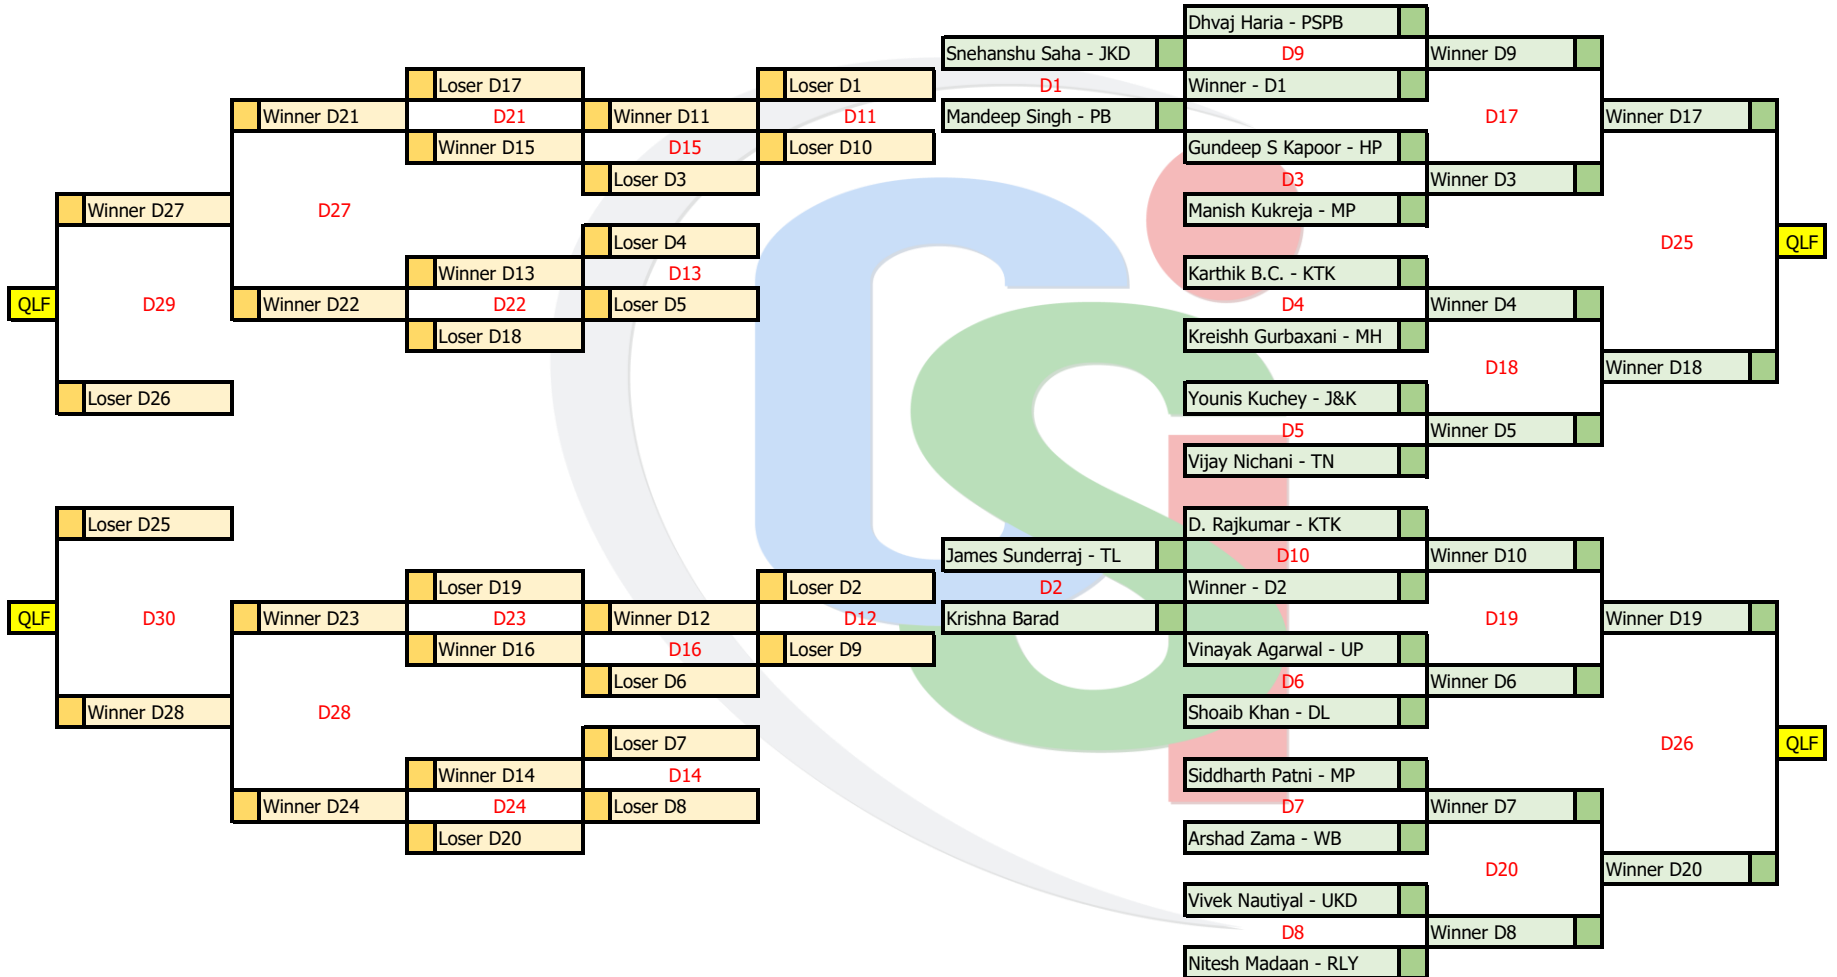 Dhvaj Haria - PSPB
Snehanshu Saha - JKD D9 Winner D9
Loser D17 Loser D1 D1 Winner - D1
Winner D21 D21 Winner D11 D11 Mandeep Singh - PB D17 Winner D17
Winner D15 D15 Loser D10 Gundeep S Kapoor - HP
Loser D3 D3 Winner D3
Winner D27 D27 Manish Kukreja - MP
Loser D4 D25 QLF
Winner D13 D13 Karthik B.C. - KTK
QLF D29 Winner D22 D22 Loser D5 D4 Winner D4
Loser D18 Kreishh Gurbaxani - MH
D18 Winner D18
Loser D26 Younis Kuchey - J&K
D5 Winner D5
Vijay Nichani - TN
Loser D25 D. Rajkumar - KTK
James Sunderraj - TL D10 Winner D10
Loser D19 Loser D2 D2 Winner - D2
QLF D30 Winner D23 D23 Winner D12 D12 Krishna Barad D19 Winner D19
Winner D16 D16 Loser D9 Vinayak Agarwal - UP
Loser D6 D6 Winner D6
Winner D28 D28 Shoaib Khan - DL
Loser D7 D26 QLF
Winner D14 D14 Siddharth Patni - MP
Winner D24 D24 Loser D8 D7 Winner D7
Loser D20 Arshad Zama - WB
D20 Winner D20
Vivek Nautiyal - UKD
D8 Winner D8
Nitesh Madaan - RLY